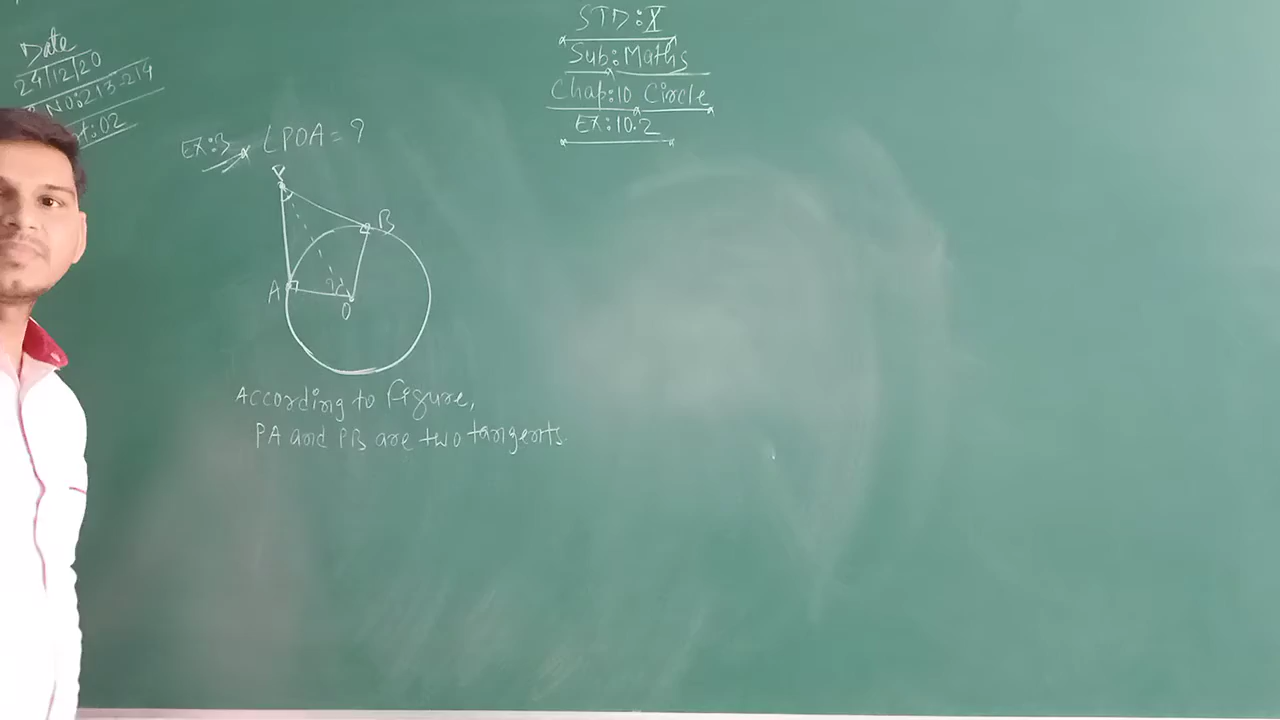 STD:X
Sub:Maths
Chap:10 Circle
EX:10.2
Date
24/12/20
NO:213-214
:02
EX:3 ∠POA = ?
P
B
A
?
O
According to figure,
PA and PB are two tangents.